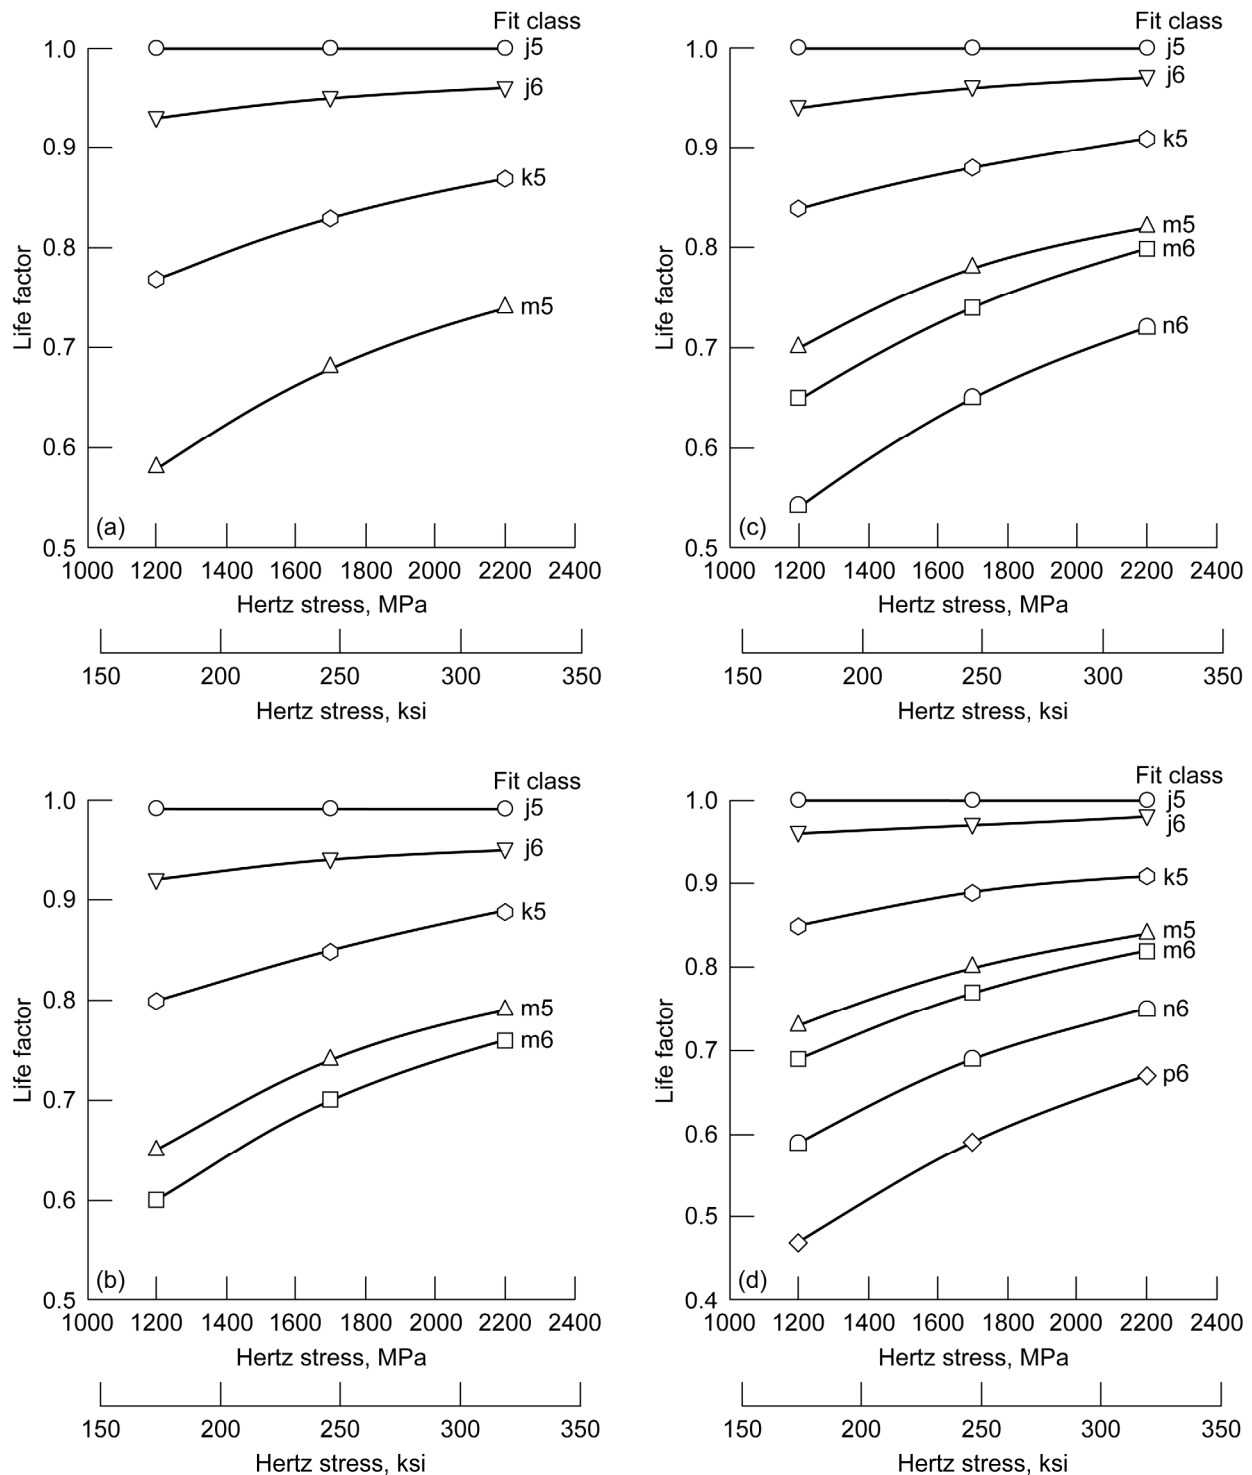 Fit class
j5
j6
k5
m5
1.0
0.9
0.8
0.7
0.6
0.5
Life factor
(a)
1000 1200 1400 1600 1800 2000 2200 2400
Hertz stress, MPa
150 200 250 300 350
Hertz stress, ksi
Fit class
j5
j6
k5
m5
m6
n6
1.0
0.9
0.8
0.7
0.6
0.5
Life factor
(c)
1000 1200 1400 1600 1800 2000 2200 2400
Hertz stress, MPa
150 200 250 300 350
Hertz stress, ksi
Fit class
j5
j6
k5
m5
m6
1.0
0.9
0.8
0.7
0.6
0.5
Life factor
(b)
1000 1200 1400 1600 1800 2000 2200 2400
Hertz stress, MPa
150 200 250 300 350
Hertz stress, ksi
Fit class
j5
j6
k5
m5
m6
n6
p6
1.0
0.9
0.8
0.7
0.6
0.5
0.4
Life factor
(d)
1000 1200 1400 1600 1800 2000 2200 2400
Hertz stress, MPa
150 200 250 300 350
Hertz stress, ksi